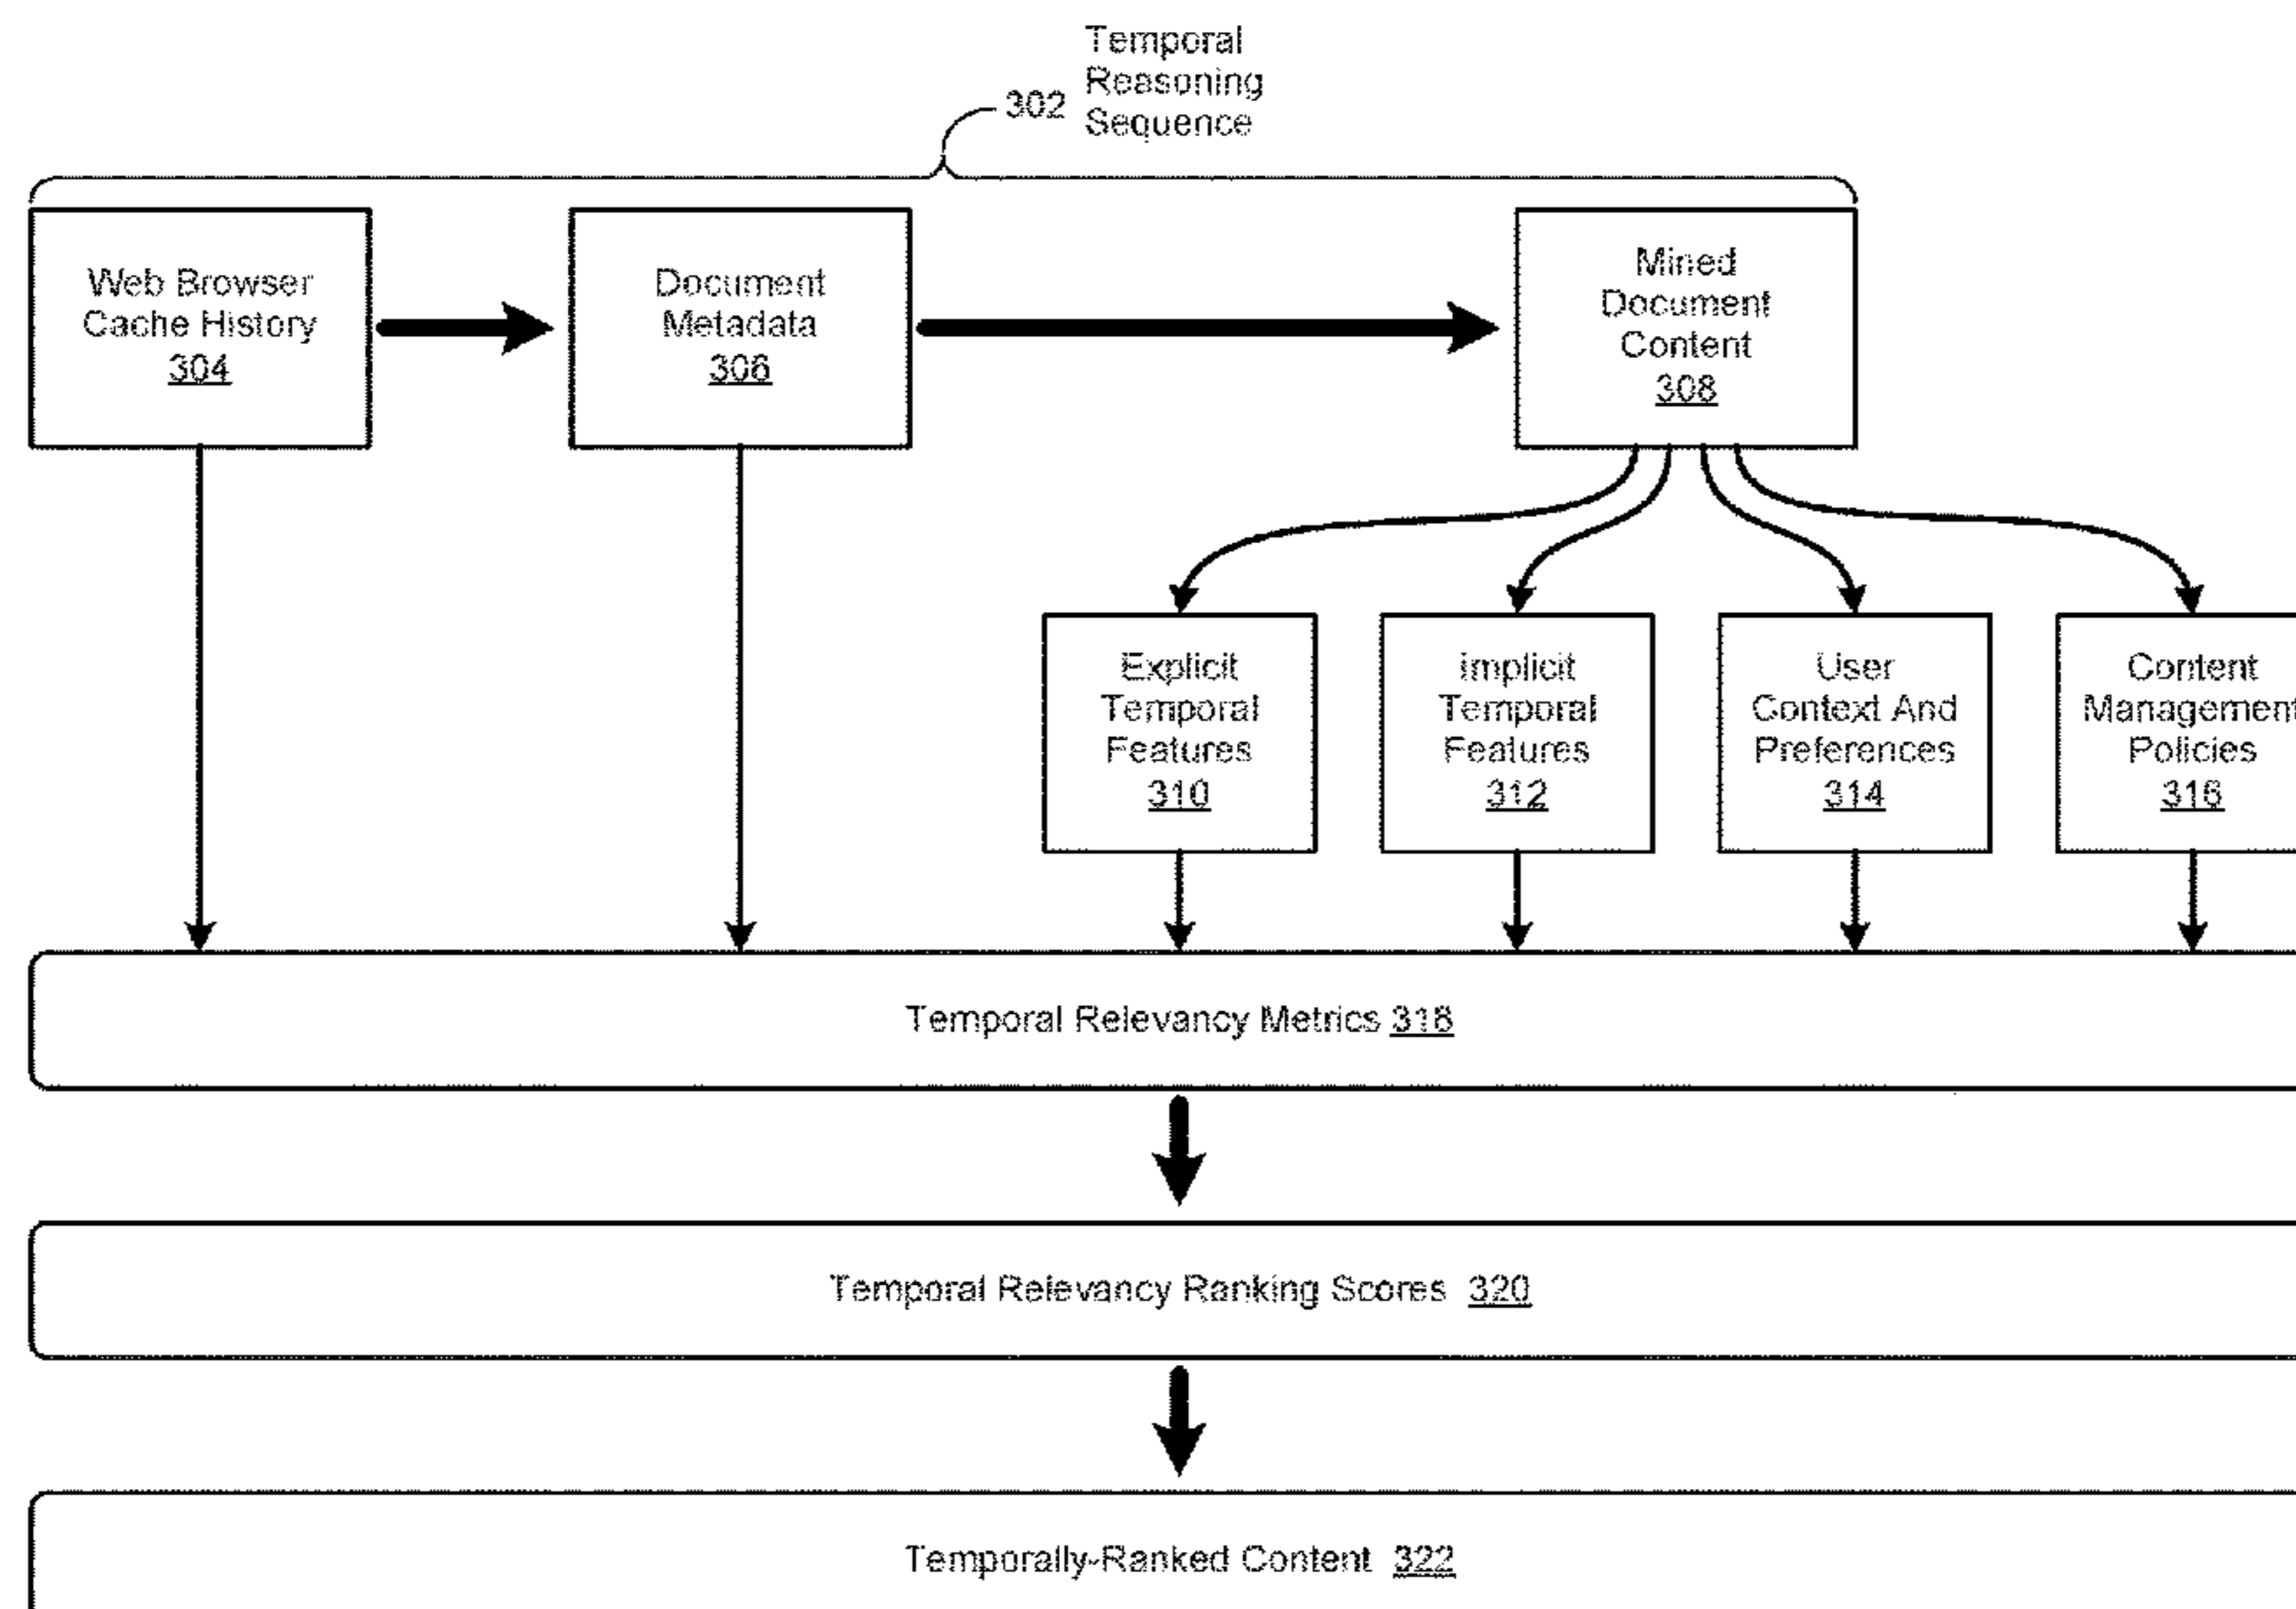 Temporal
Reasoning
Sequence
302
Web Browser
Cache History
304
Document
Metadata
306
Mined
Document
Content
308
Explicit
Temporal
Features
310
Implicit
Temporal
Features
312
User
Context And
Preferences
314
Content
Management
Policies
316
Temporal Relevancy Metrics 318
Temporal Relevancy Ranking Scores 320
Temporally-Ranked Content 322